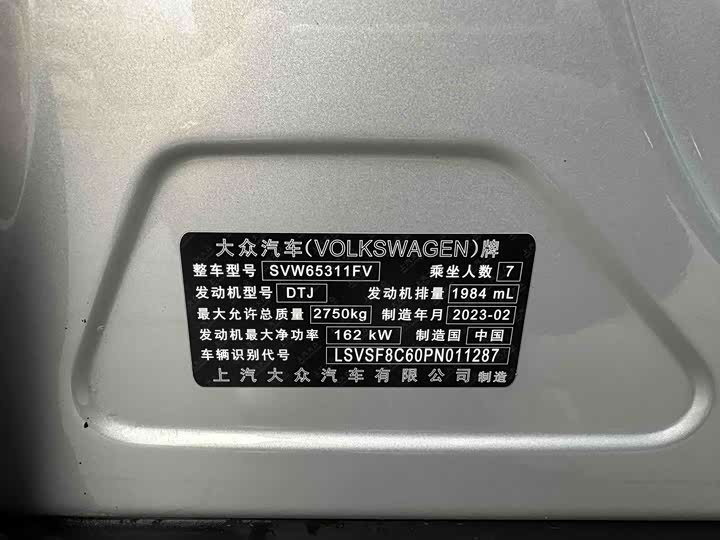 大众汽车(VOLKSWAGEN)牌
整车型号 SVW65311FV 乘坐人数 7
发动机型号 DTJ 发动机排量 1984 mL
最大允许总质量 2750kg 制造年月 2023-02
发动机最大净功率 162 kW 制造国 中国
车辆识别代号 LSVSF8C60PN011287
上汽大众汽车有限公司 制造